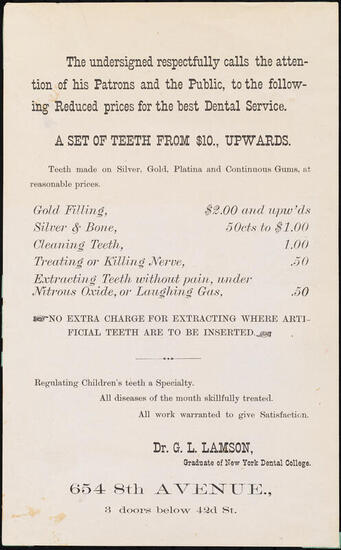 The undersigned respectfully calls the atten-
tion of his Patrons and the Public, to the follow-
ing Reduced prices for the best Dental Service.
A SET OF TEETH FROM $10., UPWARDS.
Teeth made on Silver, Gold, Platina and Continuous Gums, at
reasonable prices.
Gold Filling, $2.00 and upw'ds
Silver & Bone, 50cts to $1.00
Cleaning Teeth, 1.00
Treating or Killing Nerve, .50
Extracting Teeth without pain, under
Nitrous Oxide, or Laughing Gas, .50
NO EXTRA CHARGE FOR EXTRACTING WHERE ARTI-
FICIAL TEETH ARE TO BE INSERTED.
Regulating Children's teeth a Specialty.
All diseases of the mouth skillfully treated.
All work warranted to give Satisfaction.
Dr. G. L. LAMSON,
Graduate of New York Dental College.
654 8th AVENUE.,
3 doors below 42d St.